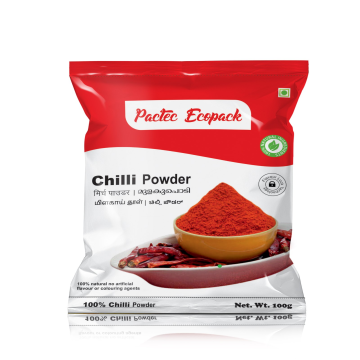 Pactec Ecopack
Chilli Powder
मिर्च पाउडर | മുളകുപൊടി
மிளகாய் தூள் |
100% natural no artificial
flavour or colouring agents
100% Chilli Powder
Net. Wt. 100g